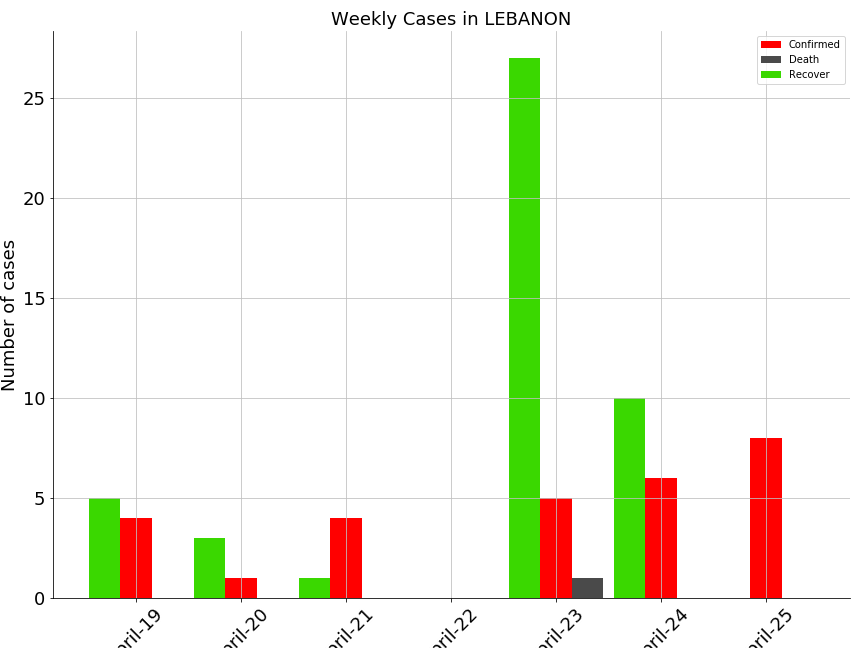 Weekly Cases in LEBANON
Confirmed
Death
Recover
Number of cases
25
20
15
10
5
0
pril-19
pril-20
pril-21
pril-22
pril-23
pril-24
pril-25